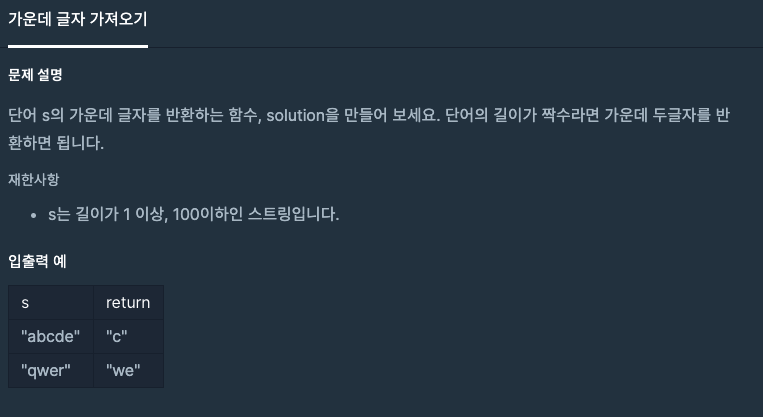 가운데 글자 가져오기
문제 설명
단어 s의 가운데 글자를 반환하는 함수, solution을 만들어 보세요. 단어의 길이가 짝수라면 가운데 두글자를 반
환하면 됩니다.
재한사항
• s는 길이가 1 이상, 100이하인 스트링입니다.
입출력 예
s return
"abcde" "c"
"qwer" "we"